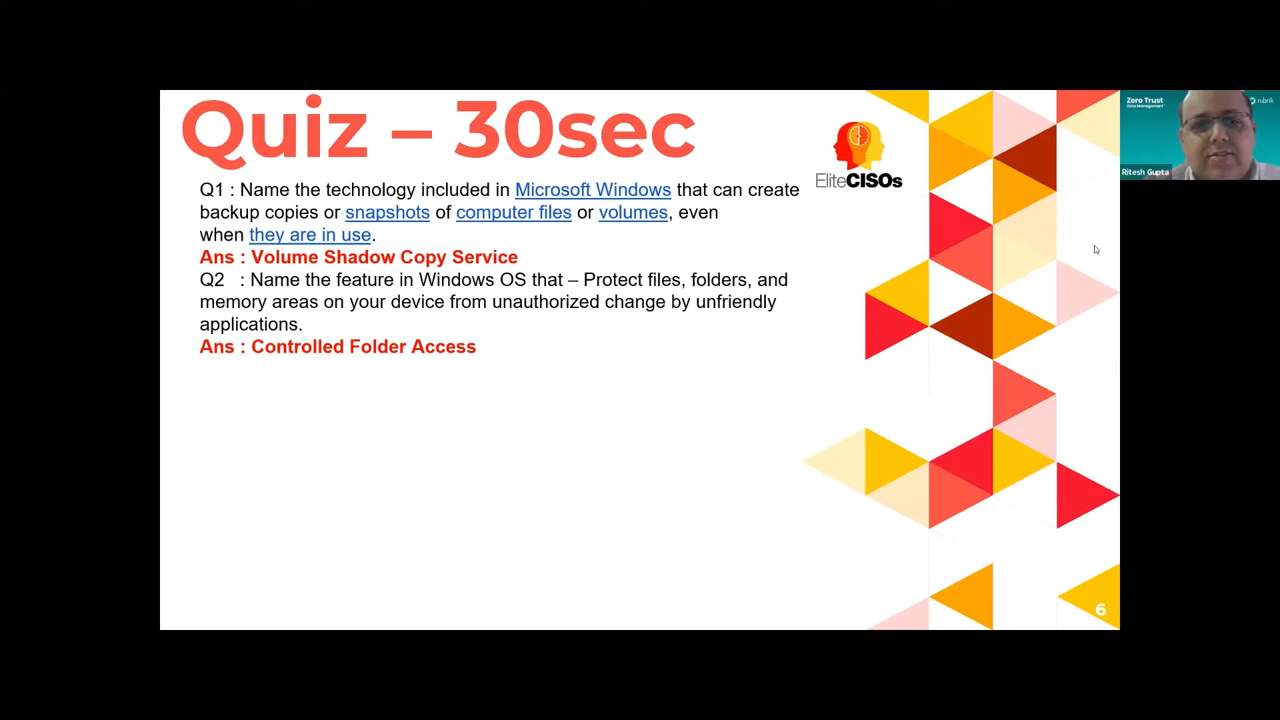 Quiz – 30sec
Q1 : Name the technology included in Microsoft Windows that can create
backup copies or snapshots of computer files or volumes, even
when they are in use.
Ans : Volume Shadow Copy Service
Q2 : Name the feature in Windows OS that – Protect files, folders, and
memory areas on your device from unauthorized change by unfriendly
applications.
Ans : Controlled Folder Access
EliteCISOs
6
Zero Trust
Data Management
rubrik
Ritesh Gupta